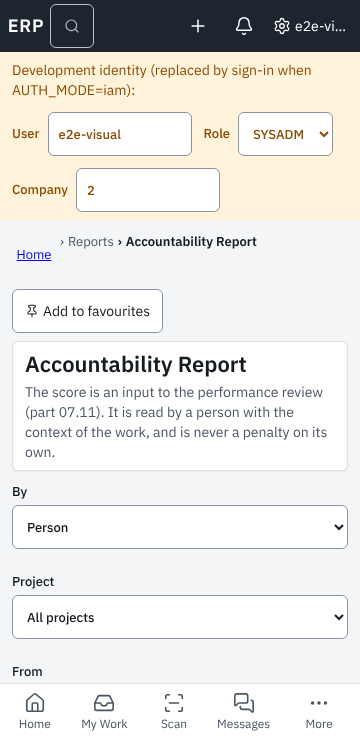 ERP
e2e-vi...
Development identity (replaced by sign-in when
AUTH_MODE=iam):
User e2e-visual Role SYSADM
Company 2
Home › Reports › Accountability Report
Add to favourites
Accountability Report
The score is an input to the performance review
(part 07.11). It is read by a person with the
context of the work, and is never a penalty on its
own.
By
Person
Project
All projects
From
Home My Work Scan Messages More